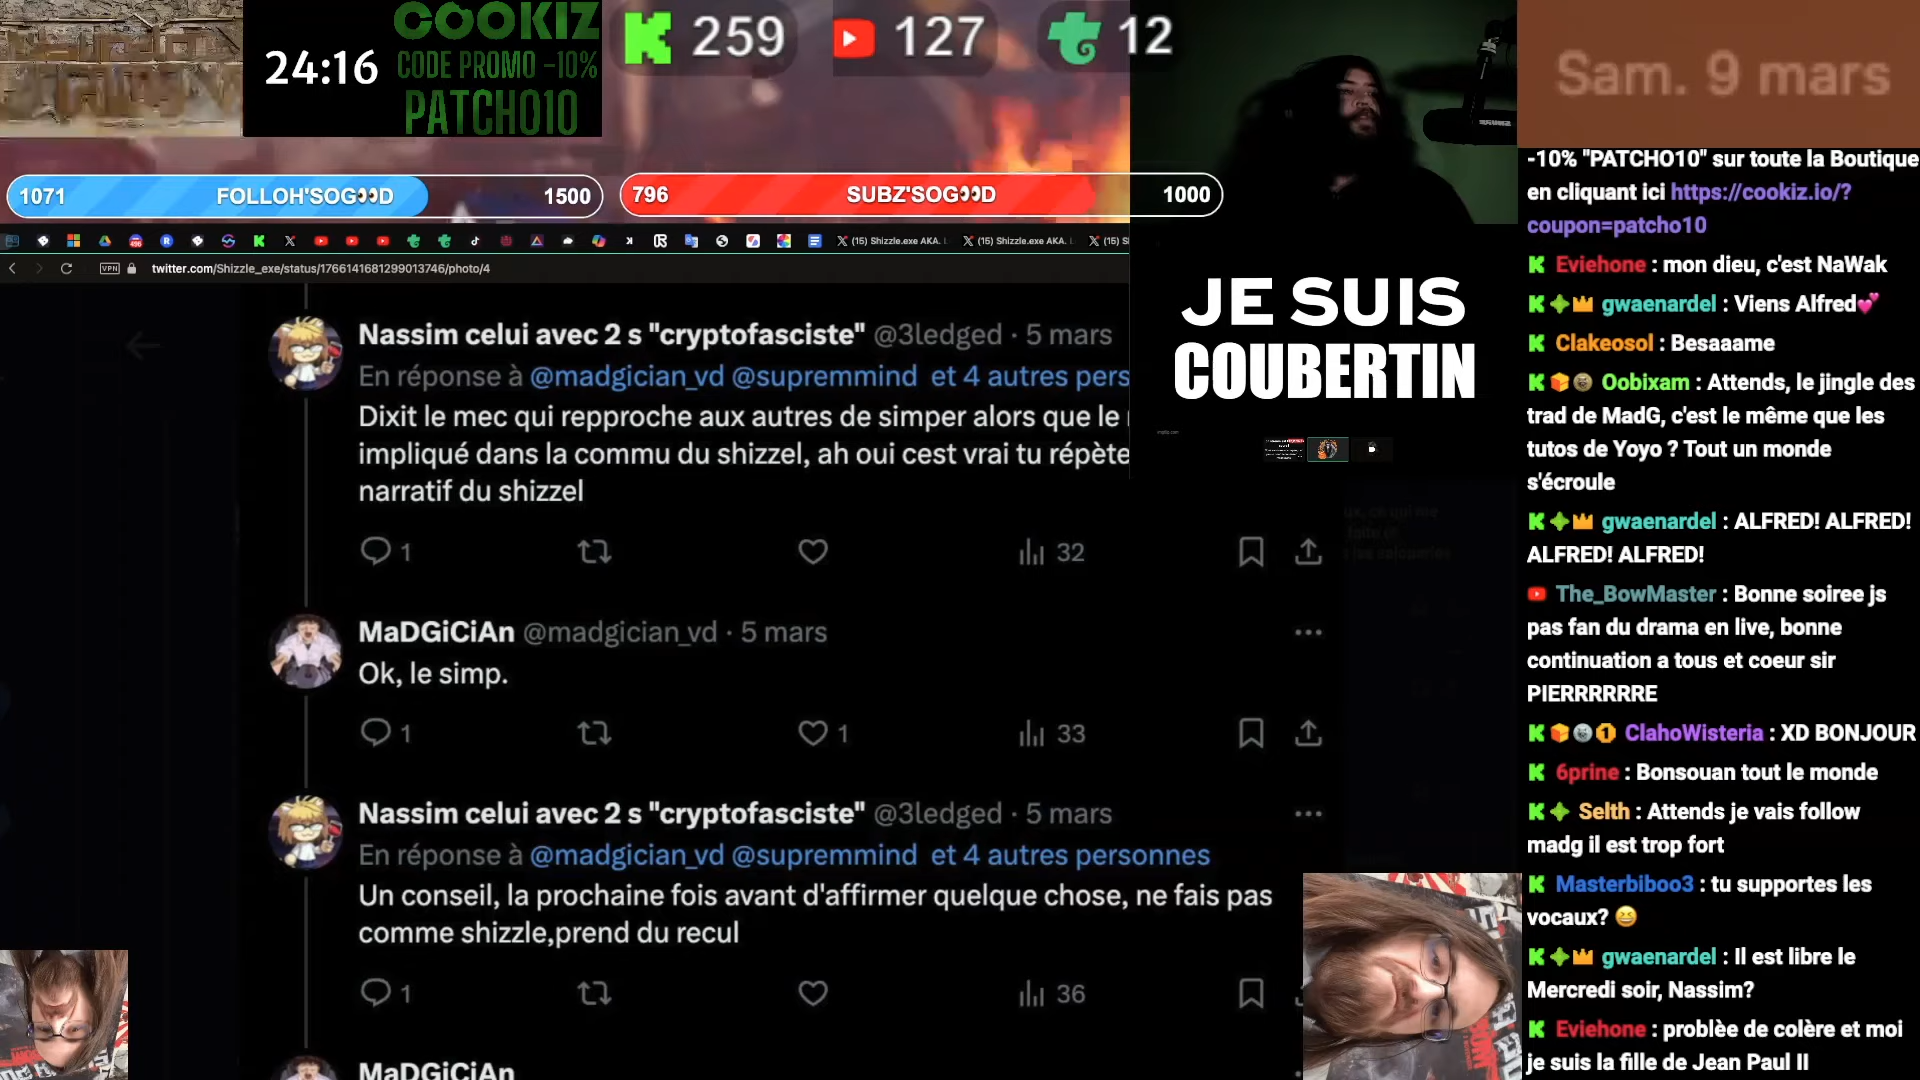 COOKIZ
24:16
CODE PROMO -10%
PATCHO10
259
127
12
Sam. 9 mars
1071 FOLLOH'SOG👀D 1500
796 SUBZ'SOG👀D 1000
(15) Shizzle.exe AKA.
(15) Shizzle.exe AKA.
(15) S
VPN
twitter.com/Shizzle_exe/status/1766141681299013746/photo/4
Nassim celui avec 2 s "cryptofasciste" @3ledged · 5 mars
En réponse à @madgician_vd @supremmind et 4 autres pers
Dixit le mec qui repproche aux autres de simper alors que le
impliqué dans la commu du shizzel, ah oui cest vrai tu répète
narratif du shizzel
1
32
MaDGiCiAn @madgician_vd · 5 mars
Ok, le simp.
1
1
33
Nassim celui avec 2 s "cryptofasciste" @3ledged · 5 mars
En réponse à @madgician_vd @supremmind et 4 autres personnes
Un conseil, la prochaine fois avant d'affirmer quelque chose, ne fais pas
comme shizzle,prend du recul
1
36
MaDGiCiAn
JE SUIS
COUBERTIN
-10% "PATCHO10" sur toute la Boutique
en cliquant ici https://cookiz.io/?
coupon=patcho10
Eviehone : mon dieu, c'est NaWak
gwaenardel : Viens Alfred💕
Clakeosol : Besaaame
Oobixam : Attends, le jingle des
trad de MadG, c'est le même que les
tutos de Yoyo ? Tout un monde
s'écroule
gwaenardel : ALFRED! ALFRED!
ALFRED! ALFRED!
The_BowMaster : Bonne soiree js
pas fan du drama en live, bonne
continuation a tous et coeur sir
PIERRRRRRE
ClahoWisteria : XD BONJOUR
6prine : Bonsouan tout le monde
Selth : Attends je vais follow
madg il est trop fort
Masterbiboo3 : tu supportes les
vocaux? 😆
gwaenardel : Il est libre le
Mercredi soir, Nassim?
Eviehone : problèe de colère et moi
je suis la fille de Jean Paul II